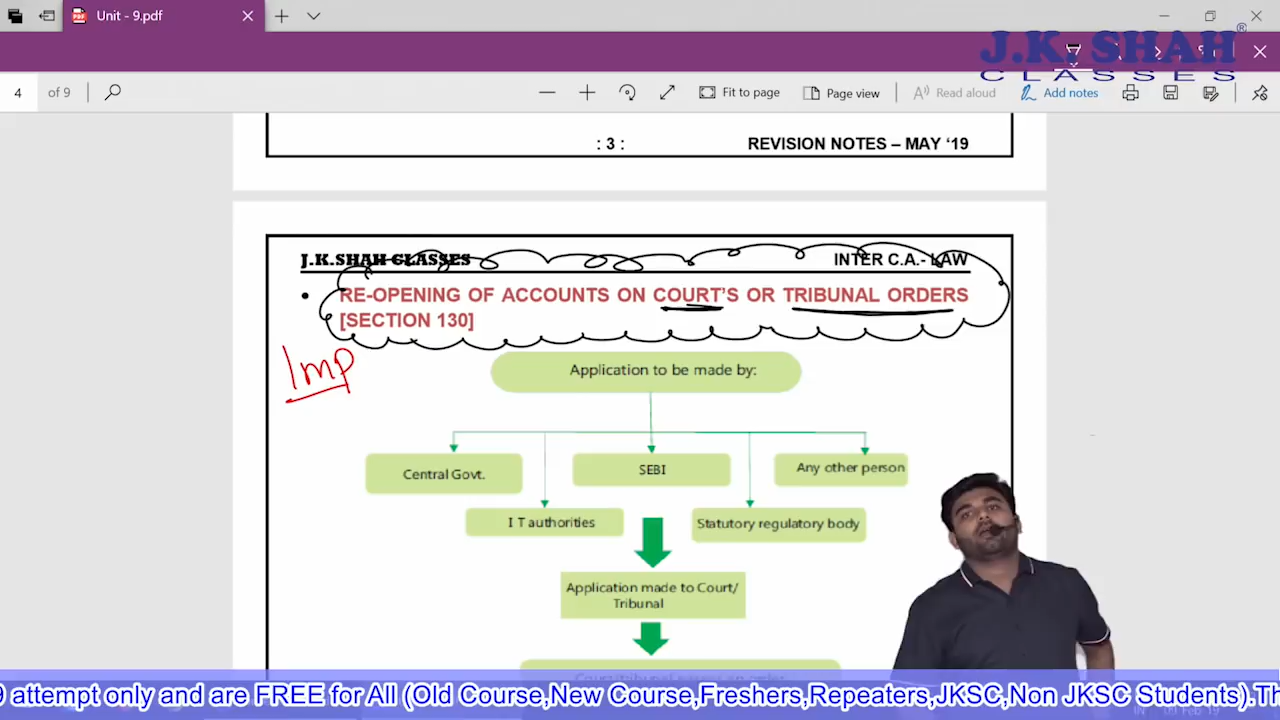 Unit - 9.pdf
J.K. SHAH®
CLASSES
4 of 9
Fit to page
Page view
Read aloud
Add notes
: 3 :
REVISION NOTES – MAY ‘19
J.K.SHAH CLASSES
INTER C.A.- LAW
• RE-OPENING OF ACCOUNTS ON COURT’S OR TRIBUNAL ORDERS
[SECTION 130]
Imp
Application to be made by:
Central Govt.
SEBI
Any other person
I T authorities
Statutory regulatory body
Application made to Court/
Tribunal
9 attempt only and are FREE for All (Old Course,New Course,Freshers,Repeaters,JKSC,Non JKSC Students).Th